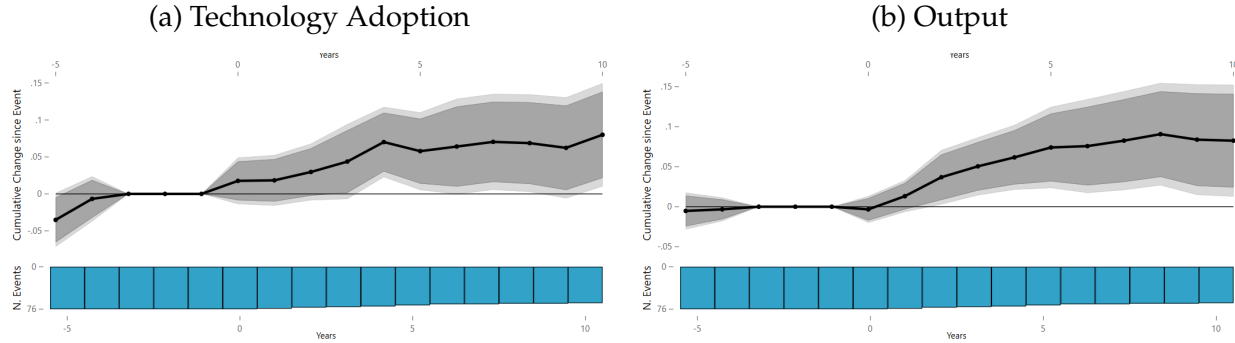 (a) Technology Adoption
Years
-5 0 5 10
.15
.1
.05
0
-.05
Cumulative Change since Event
0
76
N. Events
-5 0 5 10
Years
(b) Output
Years
-5 0 5 10
.15
.1
.05
0
-.05
Cumulative Change since Event
0
76
N. Events
-5 0 5 10
Years